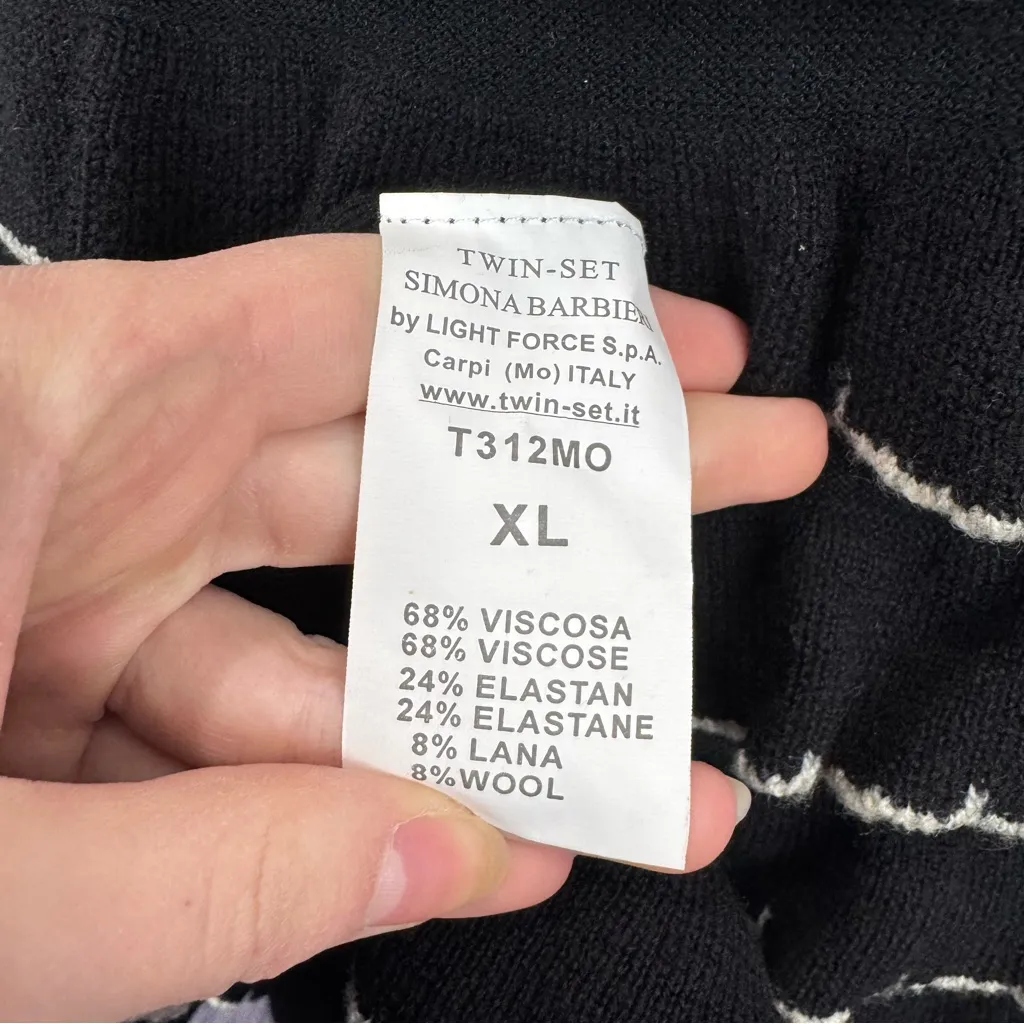 TWIN-SET
SIMONA BARBIERI
by LIGHT FORCE S.p.A.
Carpi (Mo) ITALY
www.twin-set.it
T312MO
XL
68% VISCOSA
68% VISCOSE
24% ELASTAN
24% ELASTANE
8% LANA
8%WOOL